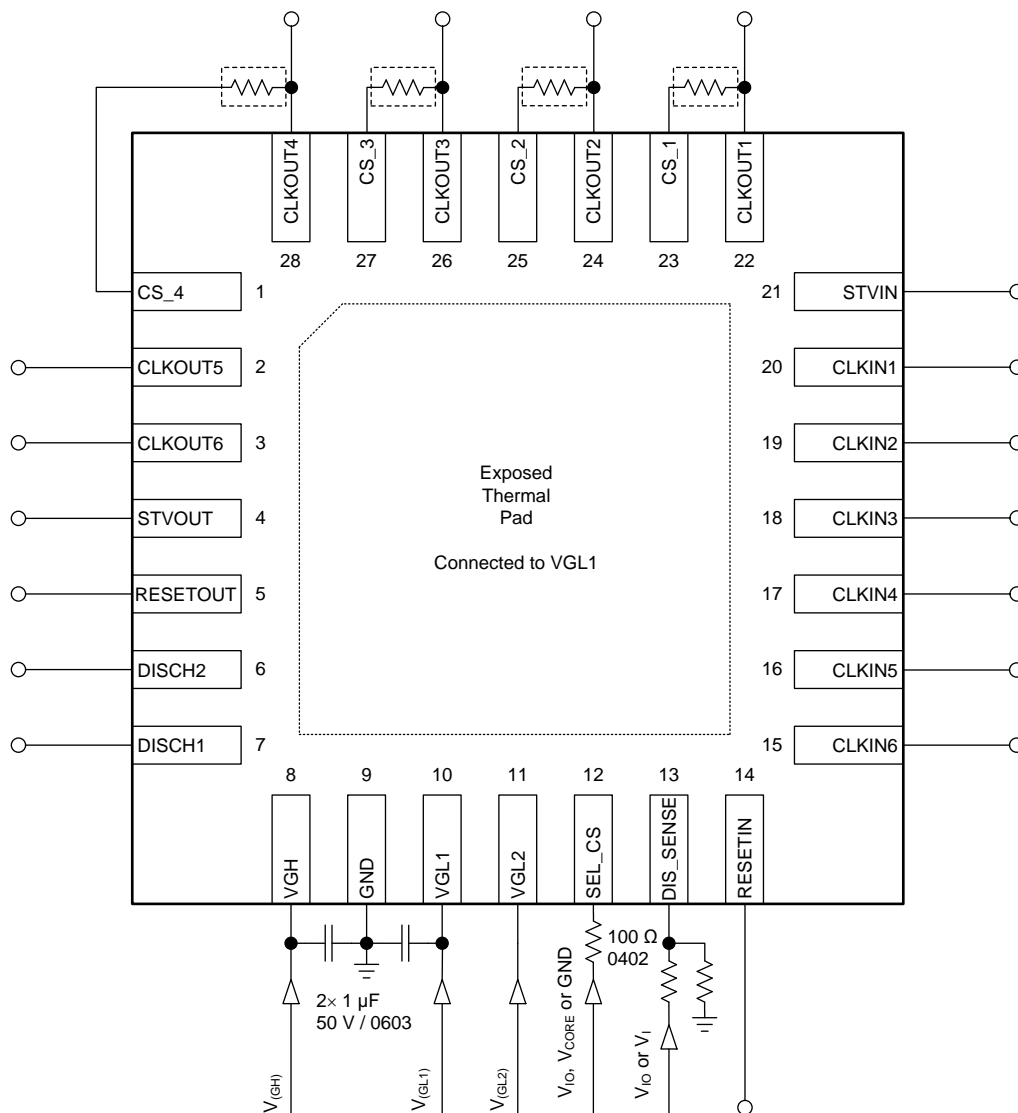 CLKOUT4
CS_3
CLKOUT3
CS_2
CLKOUT2
CS_1
CLKOUT1
28
27
26
25
24
23
22
CS_4
1
21
STVIN
CLKOUT5
2
20
CLKIN1
CLKOUT6
3
19
CLKIN2
Exposed
Thermal
Pad
Connected to VGL1
STVOUT
4
18
CLKIN3
RESETOUT
5
17
CLKIN4
DISCH2
6
16
CLKIN5
DISCH1
7
15
CLKIN6
8
9
10
11
12
13
14
VGH
GND
VGL1
VGL2
SEL_CS
DIS_SENSE
RESETIN
100 Ω
0402
2× 1 µF
50 V / 0603
V(GH)
V(GL1)
V(GL2)
VIO, VCORE or GND
VIO or VI